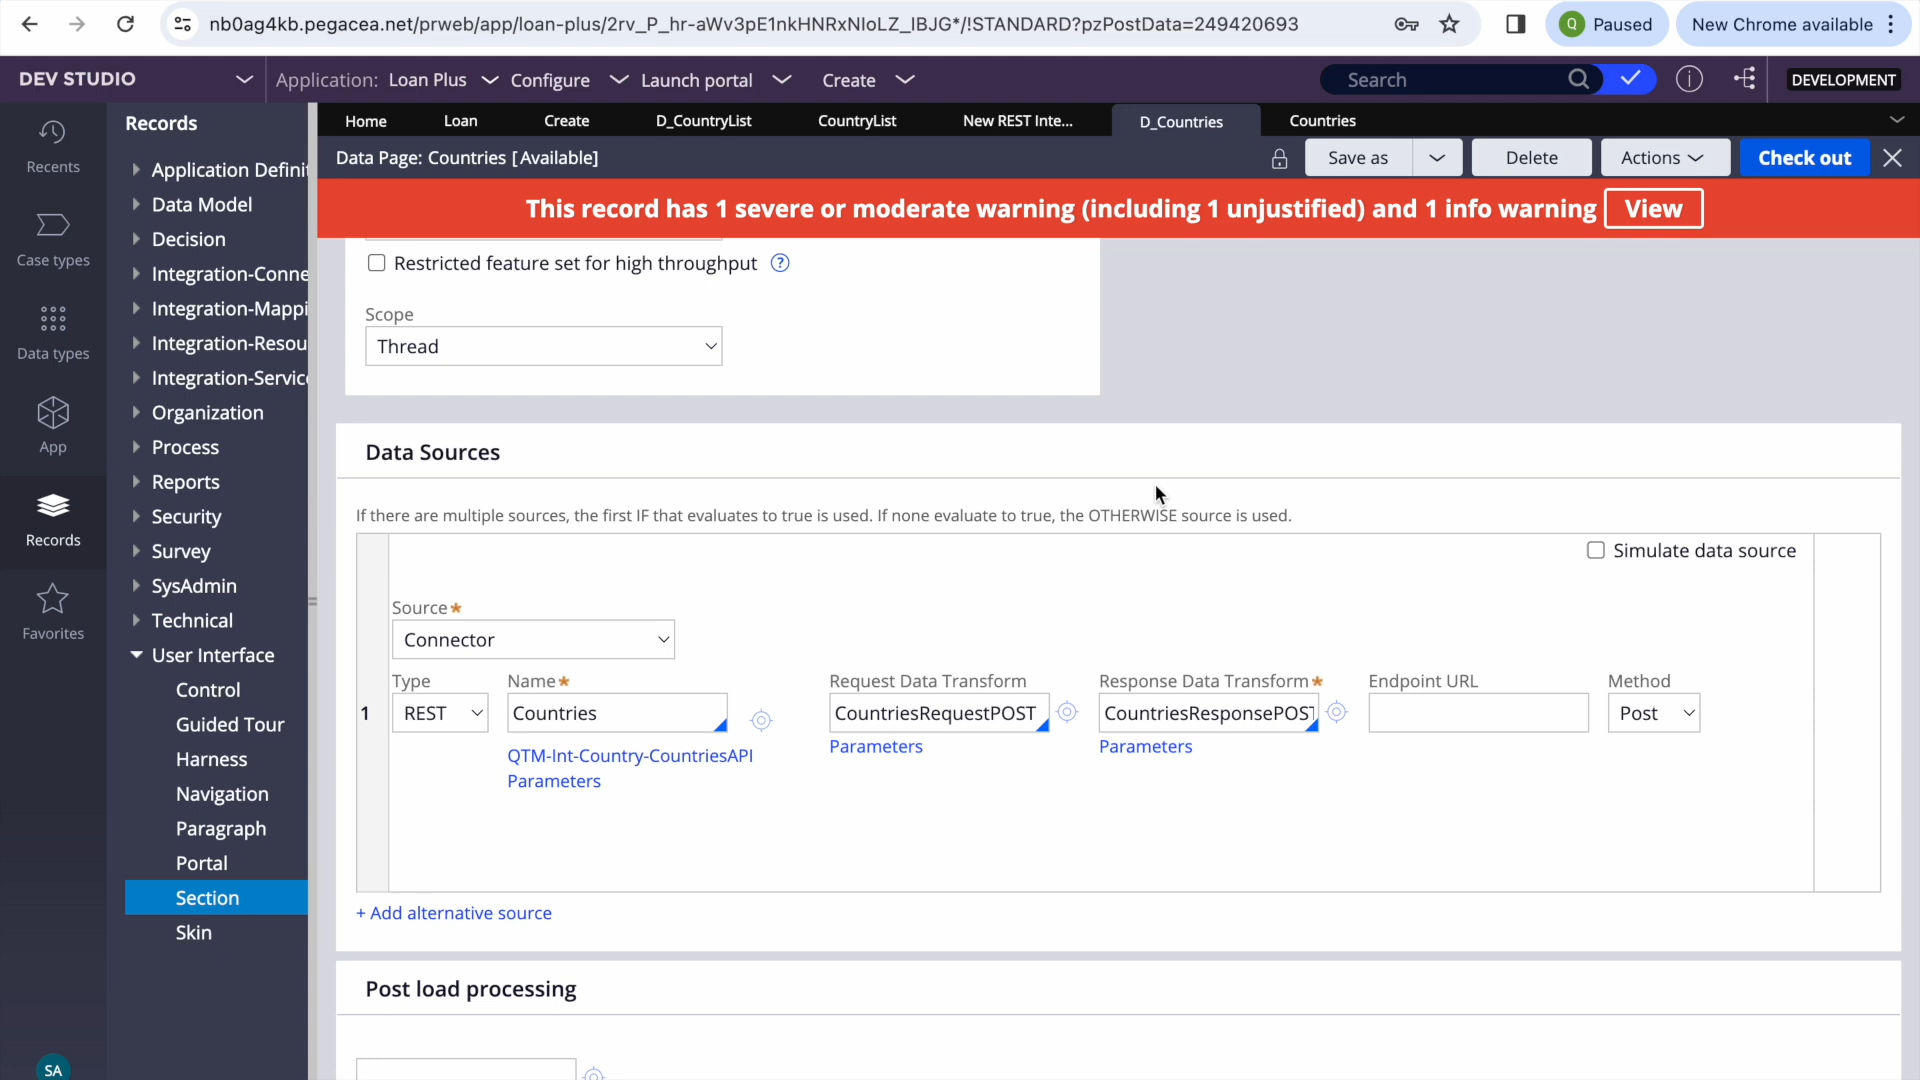 nb0ag4kb.pegacea.net/prweb/app/loan-plus/2rv_P_hr-aWv3pE1nkHNRxNIoLZ_IBJG*/!STANDARD?pzPostData=249420693
Q Paused
New Chrome available
DEV STUDIO
Application: Loan Plus
Configure
Launch portal
Create
Search
DEVELOPMENT
Recents
Case types
Data types
App
Records
Favorites
SA
Records
Application Defini
Data Model
Decision
Integration-Conne
Integration-Mappi
Integration-Resou
Integration-Servic
Organization
Process
Reports
Security
Survey
SysAdmin
Technical
User Interface
Control
Guided Tour
Harness
Navigation
Paragraph
Portal
Section
Skin
Home
Loan
Create
D_CountryList
CountryList
New REST Inte...
D_Countries
Countries
Data Page: Countries [Available]
Save as
Delete
Actions
Check out
This record has 1 severe or moderate warning (including 1 unjustified) and 1 info warning
View
Restricted feature set for high throughput ?
Scope
Thread
Data Sources
If there are multiple sources, the first IF that evaluates to true is used. If none evaluate to true, the OTHERWISE source is used.
Simulate data source
Source*
Connector
Type Name* Request Data Transform Response Data Transform* Endpoint URL Method
1 REST Countries CountriesRequestPOST CountriesResponsePOST Post
QTM-Int-Country-CountriesAPI
Parameters
Parameters
Parameters
+ Add alternative source
Post load processing